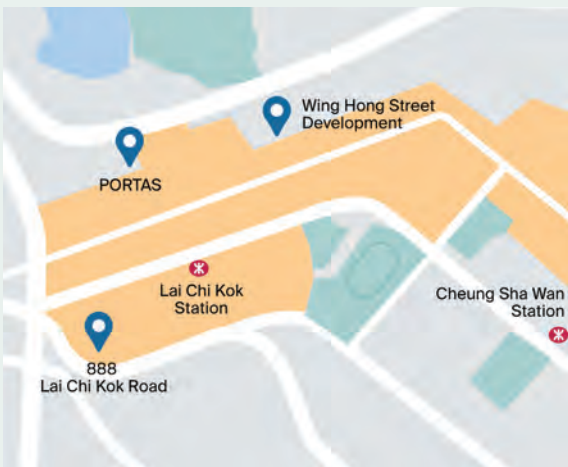 Wing Hong Street
Development
PORTAS
Lai Chi Kok
Station
Cheung Sha Wan
Station
888
Lai Chi Kok Road